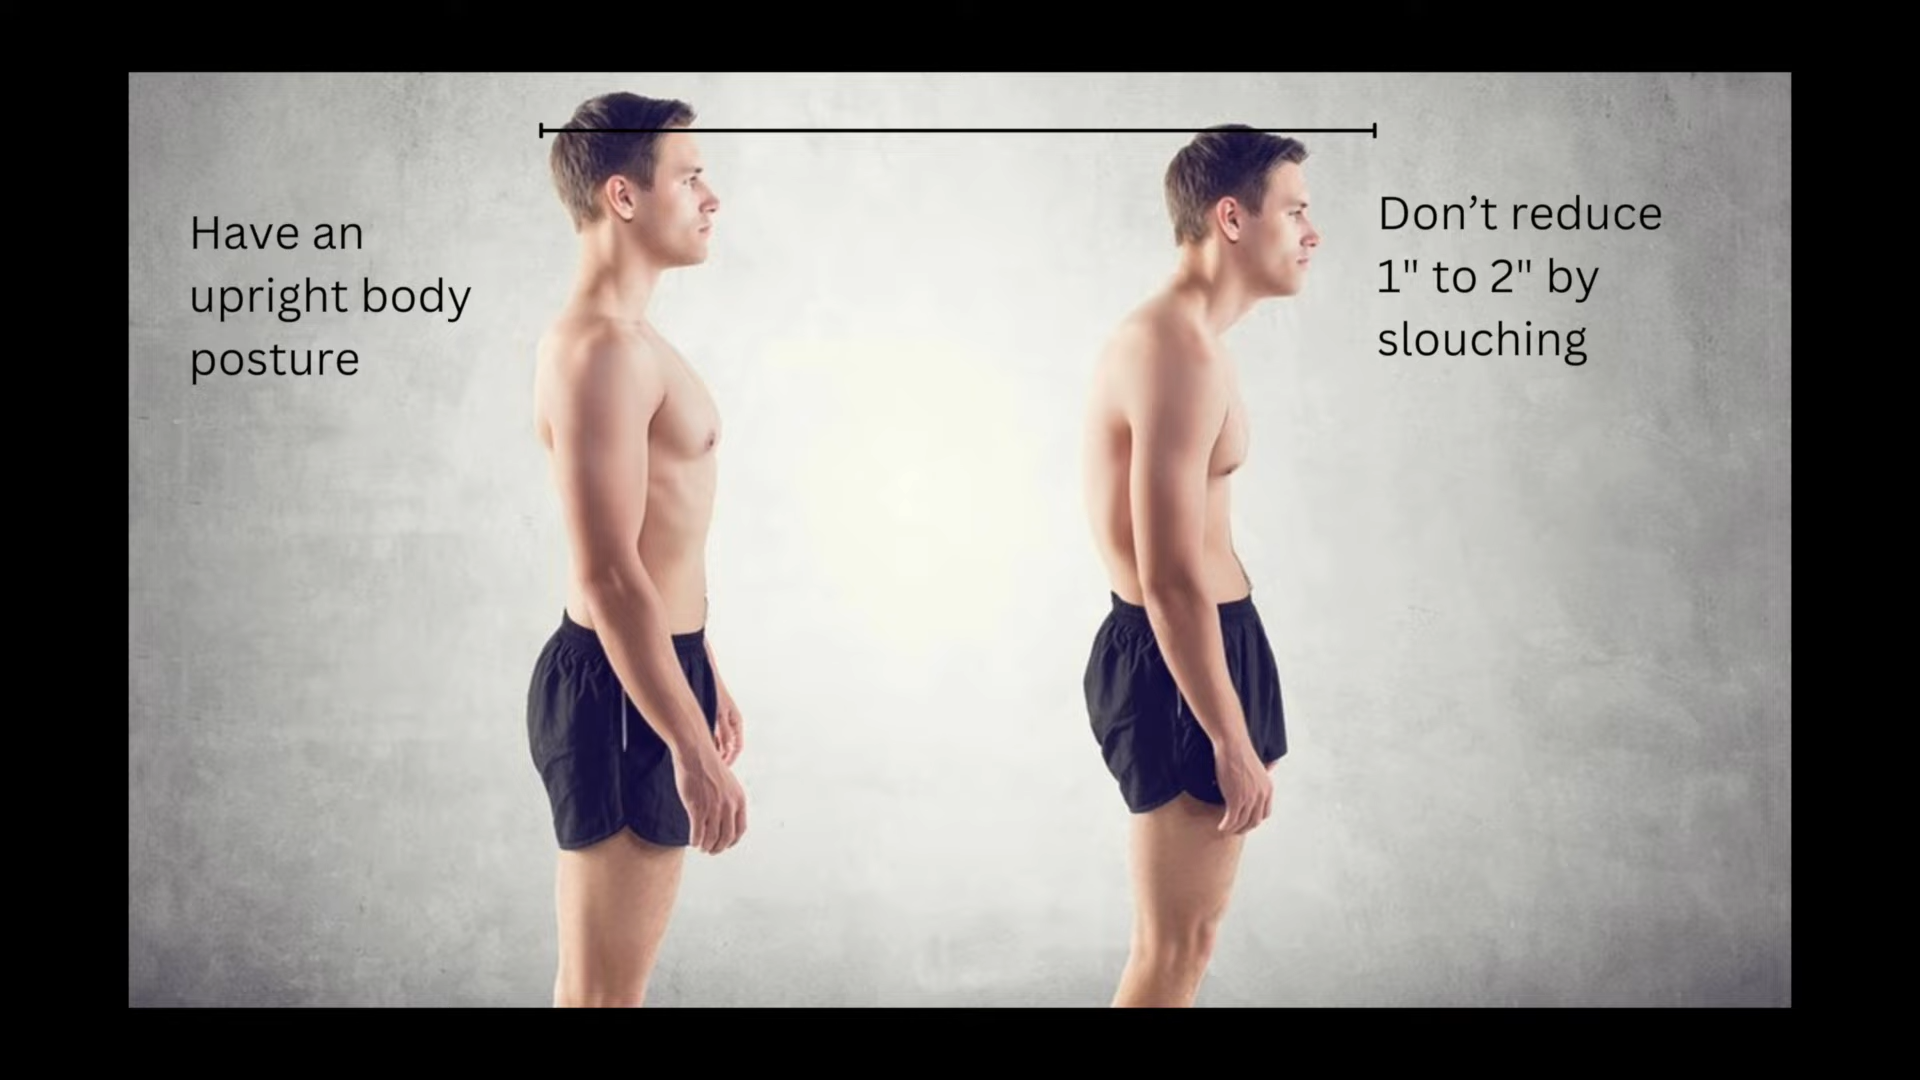 Have an
upright body
posture
Don’t reduce
1" to 2" by
slouching